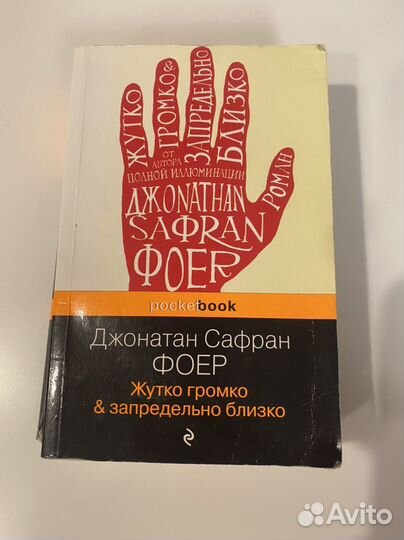 ЖУТКО
ГРОМКО &
ЗАПРЕДЕЛЬНО
БЛИЗКО
ОТ
АВТОРА
ПОЛНОЙ ИЛЛЮМИНАЦИИ
ДЖОNATHAN
SAFRAN
ФОЕР
РОМАН
pocketbook
Джонатан Сафран
ФОЕР
Жутко громко
& запредельно близко
Avito